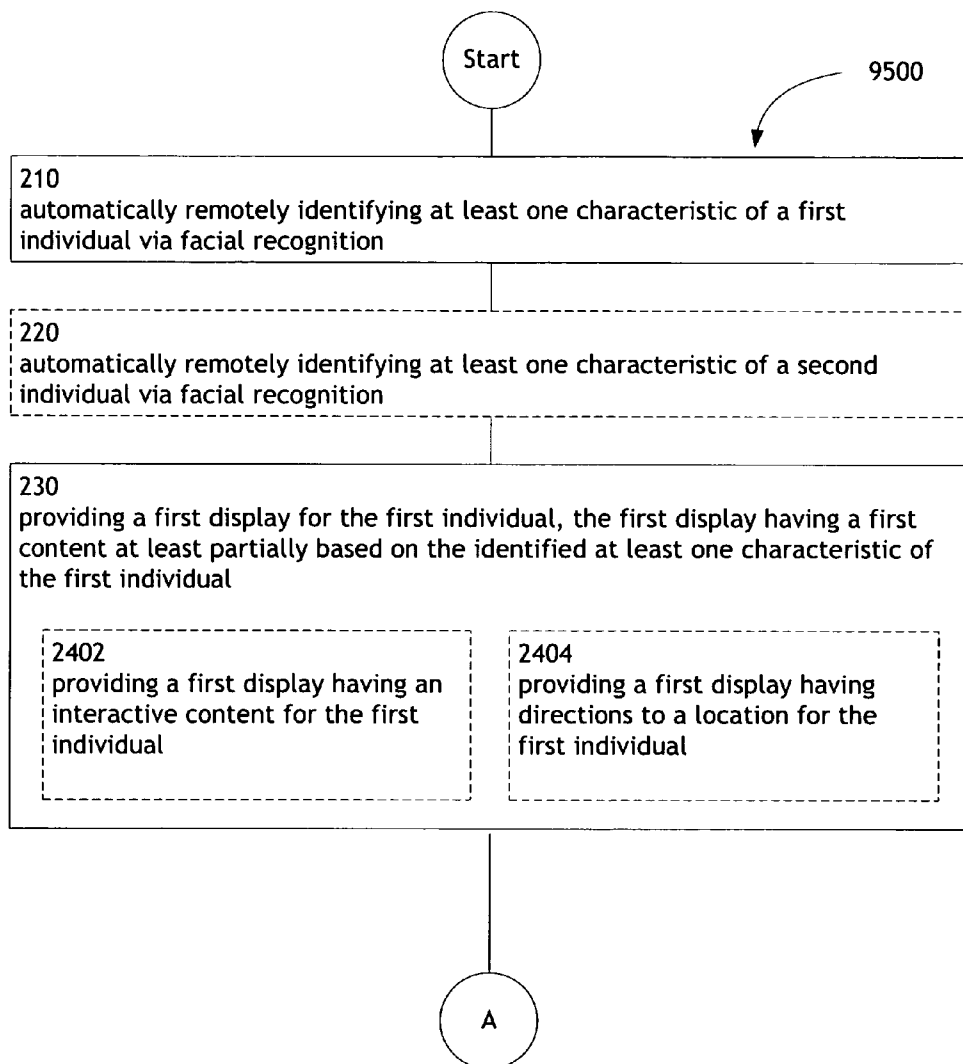 Start
9500
210
automatically remotely identifying at least one characteristic of a first
individual via facial recognition
220
automatically remotely identifying at least one characteristic of a second
individual via facial recognition
230
providing a first display for the first individual, the first display having a first
content at least partially based on the identified at least one characteristic of
the first individual
2402
providing a first display having an
interactive content for the first
individual
2404
providing a first display having
directions to a location for the
first individual
A